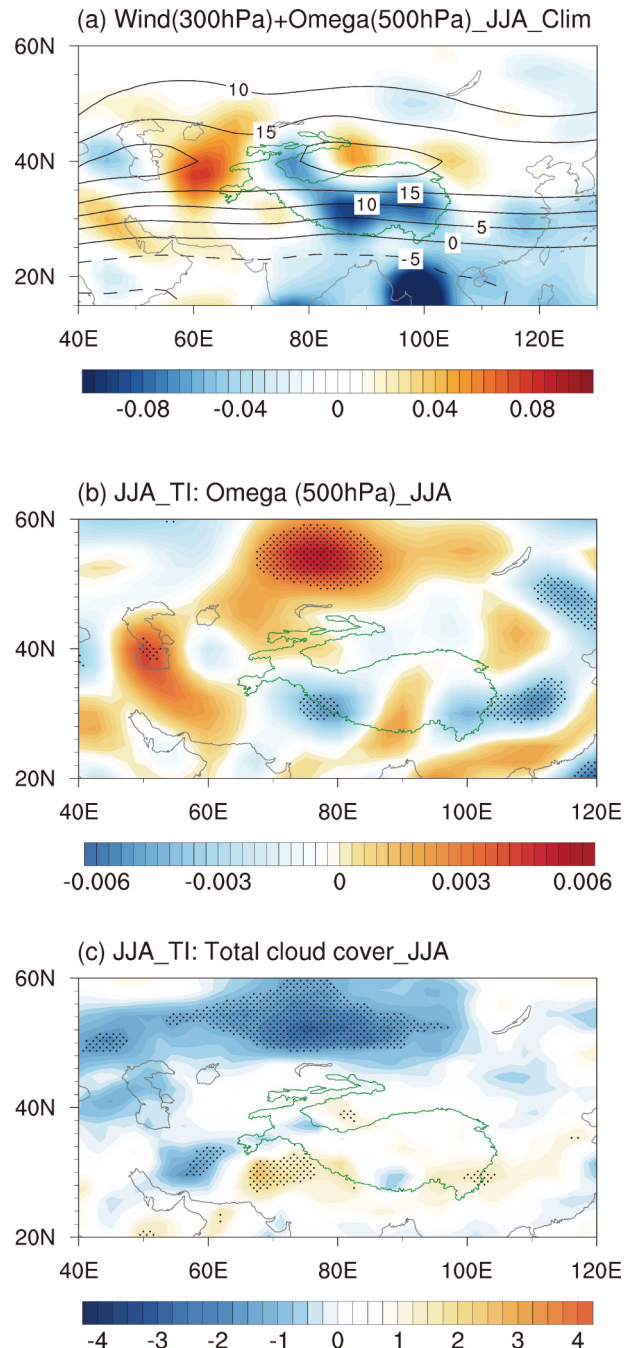 (a) Wind(300hPa)+Omega(500hPa)_JJA_Clim
60N
10
15
40N
10
15
5
0
-5
20N
40E 60E 80E 100E 120E
-0.08 -0.04 0 0.04 0.08
(b) JJA_TI: Omega (500hPa)_JJA
60N
40N
20N
40E 60E 80E 100E 120E
-0.006 -0.003 0 0.003 0.006
(c) JJA_TI: Total cloud cover_JJA
60N
40N
20N
40E 60E 80E 100E 120E
-4 -3 -2 -1 0 1 2 3 4